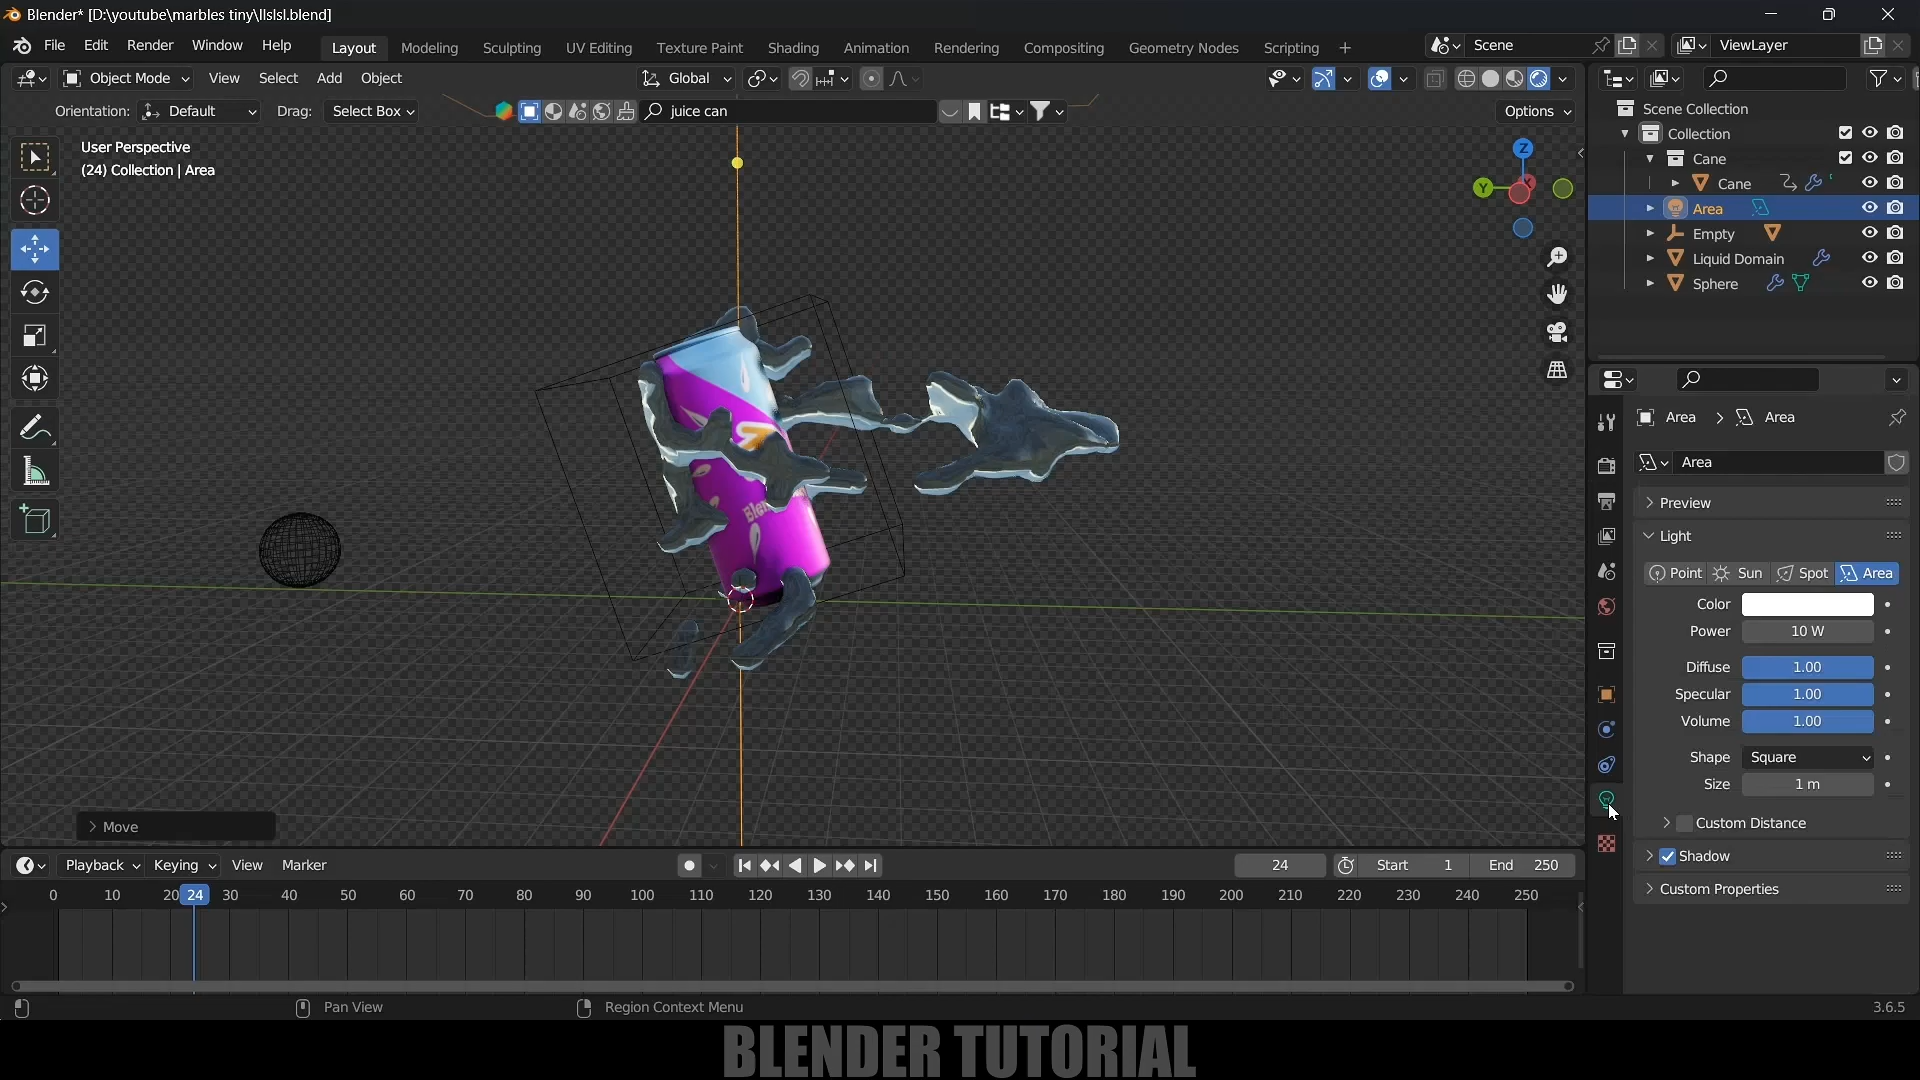 Blender* [D:\youtube\marbles tiny\llslsl.blend]
File Edit Render Window Help Layout Modeling Sculpting UV Editing Texture Paint Shading Animation Rendering Compositing Geometry Nodes Scripting + Scene ViewLayer
Object Mode View Select Add Object Global
Orientation: Default Drag: Select Box juice can Options
User Perspective
(24) Collection | Area
Z
Y
X
Move
Scene Collection
Collection
Cane
Cane
Area
Empty
Liquid Domain
Sphere
Area > Area
Area
Preview
Light
Point Sun Spot Area
Color
Power 10 W
Diffuse 1.00
Specular 1.00
Volume 1.00
Shape Square
Size 1 m
Custom Distance
Shadow
Custom Properties
Playback Keying View Marker 24 Start 1 End 250
0 10 20 24 30 40 50 60 70 80 90 100 110 120 130 140 150 160 170 180 190 200 210 220 230 240 250
Pan View Region Context Menu 3.6.5
BLENDER TUTORIAL